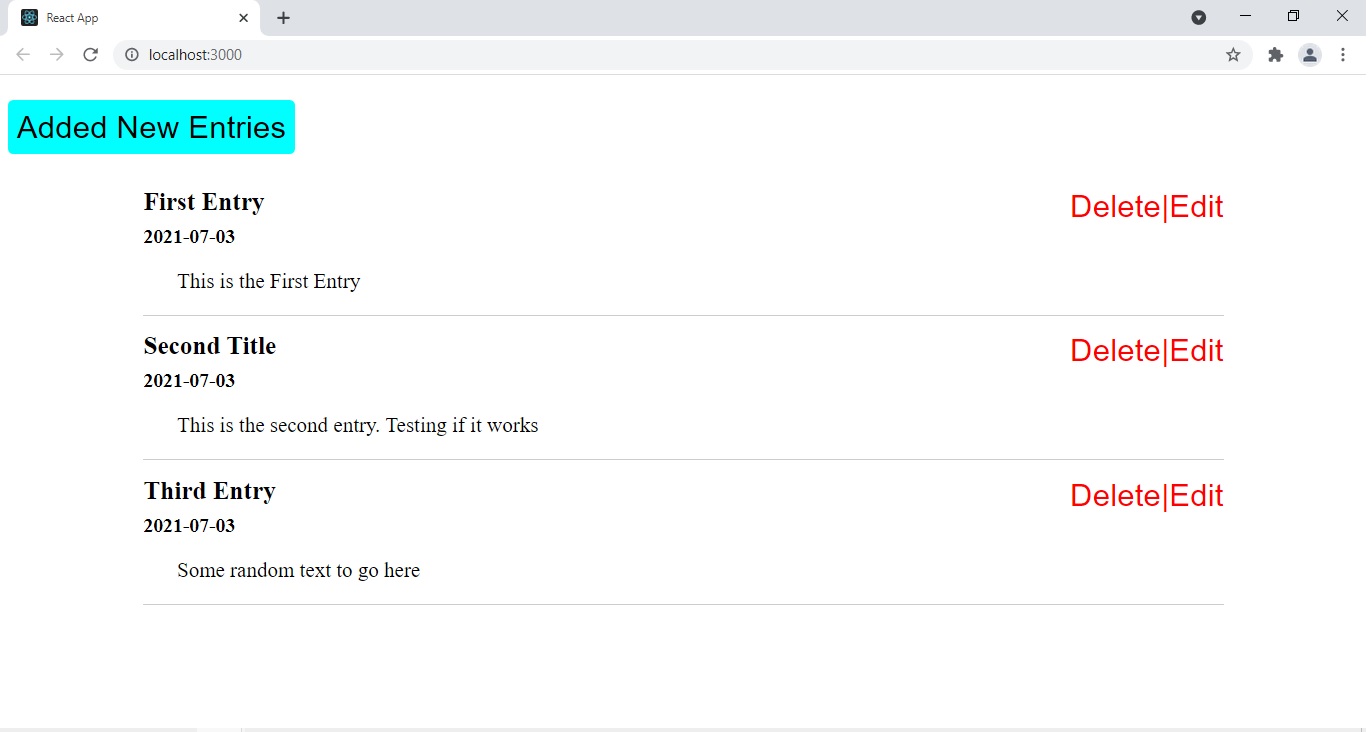 React App
localhost:3000
Added New Entries
First Entry
Delete|Edit
2021-07-03
This is the First Entry
Second Title
Delete|Edit
2021-07-03
This is the second entry. Testing if it works
Third Entry
Delete|Edit
2021-07-03
Some random text to go here